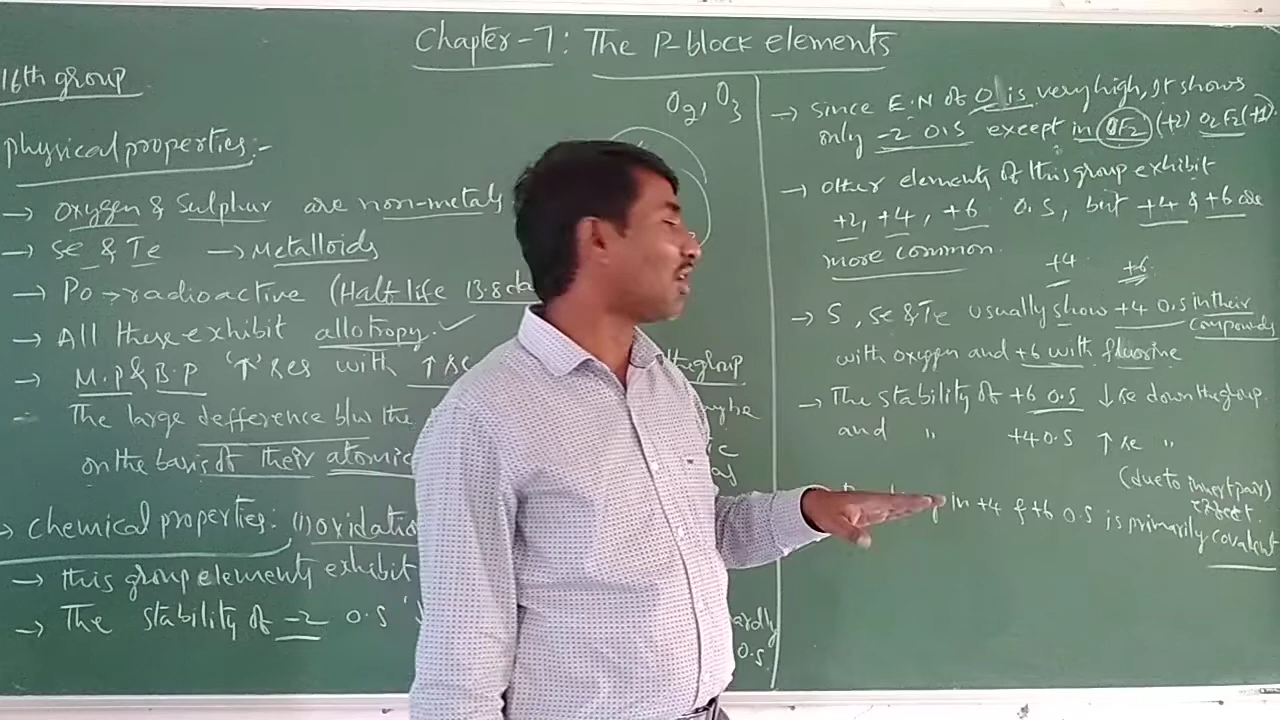 Chapter-7: The P-block elements
16th group
physical properties:-
→ oxygen & Sulphur are non-metals
→ Se & Te → Metalloids
→ Po → radioactive (Half life 13.8 da
→ All these exhibit allotropy. ✓
→ M.P & B.P '↑' ses with ↑ se
the group
The large defference b/w the
on the basis of their atomic
→ chemical properties: (i) oxidatio
→ this group elements exhibit
→ The stability of -2 O.S
O2, O3
→ since E.N of O is very high, It shows
only -2 O.S except in OF2 (+2) O2F2(+1).
→ other elements of this group exhibit
+2, +4, +6 O.S, but +4 & +6 are
more common.
+4 +6
→ S, Se & Te usually show +4 O.S in their
compounds
with oxygen and +6 with fluorine
→ The stability of +6 O.S ↓se down the group
and " +4 O.S ↑se "
(due to inert pair)
effect.
in +4 & +6 O.S is primarily covalent
O.S.